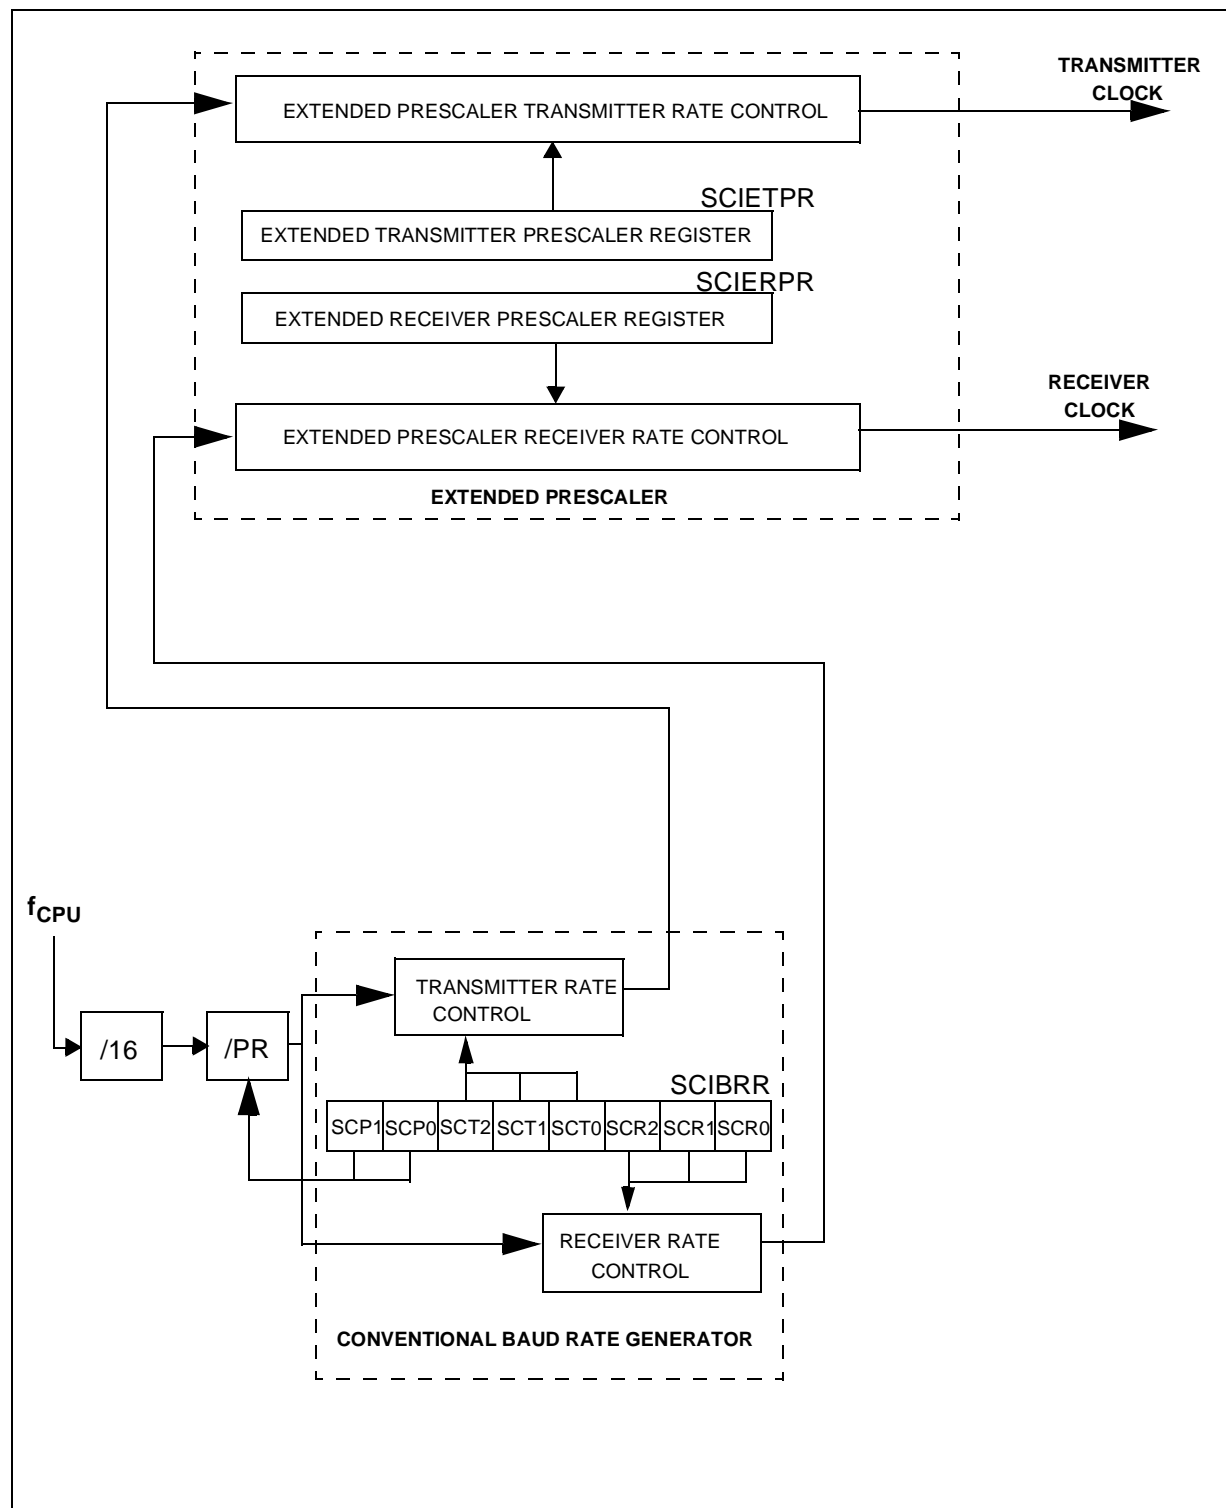 TRANSMITTER
CLOCK
EXTENDED PRESCALER TRANSMITTER RATE CONTROL
SCIETPR
EXTENDED TRANSMITTER PRESCALER REGISTER
SCIERPR
EXTENDED RECEIVER PRESCALER REGISTER
RECEIVER
CLOCK
EXTENDED PRESCALER RECEIVER RATE CONTROL
EXTENDED PRESCALER
fCPU
TRANSMITTER RATE
CONTROL
/16
/PR
SCIBRR
SCP1 SCP0 SCT2 SCT1 SCT0 SCR2 SCR1 SCR0
RECEIVER RATE
CONTROL
CONVENTIONAL BAUD RATE GENERATOR